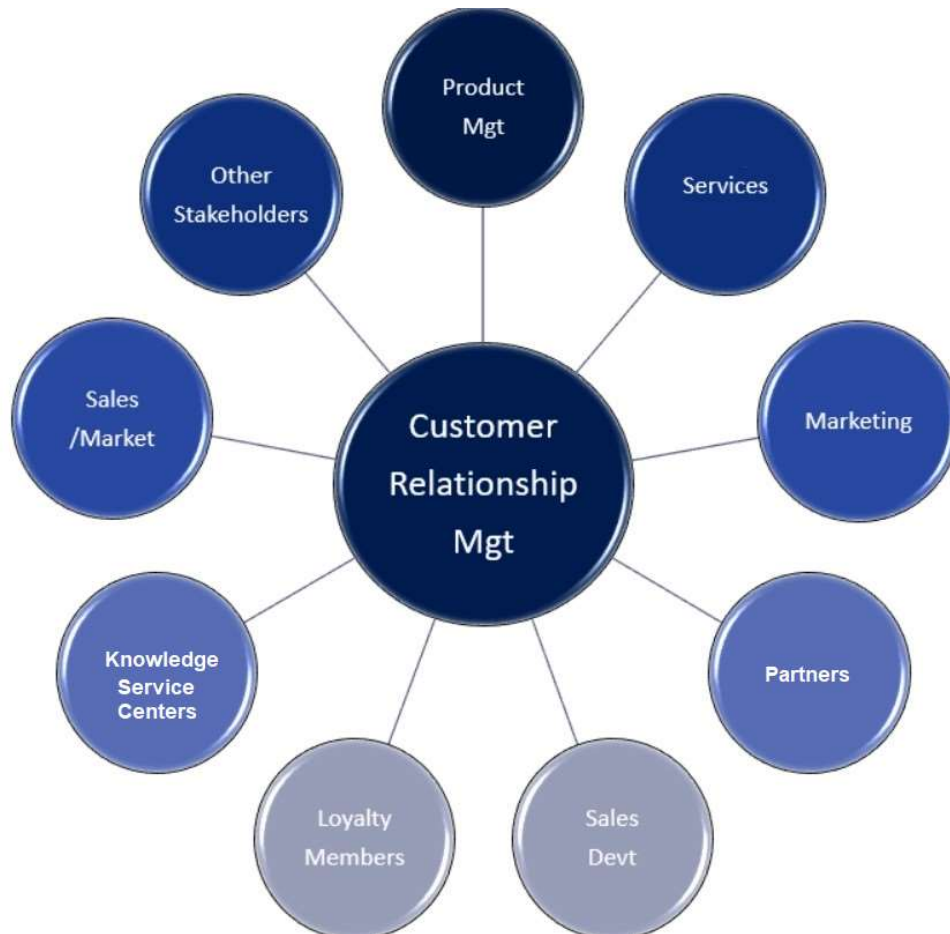 Product
Mgt
Services
Marketing
Partners
Sales
Devt
Loyalty
Members
Knowledge
Service
Centers
Sales
/Market
Other
Stakeholders
Customer
Relationship
Mgt